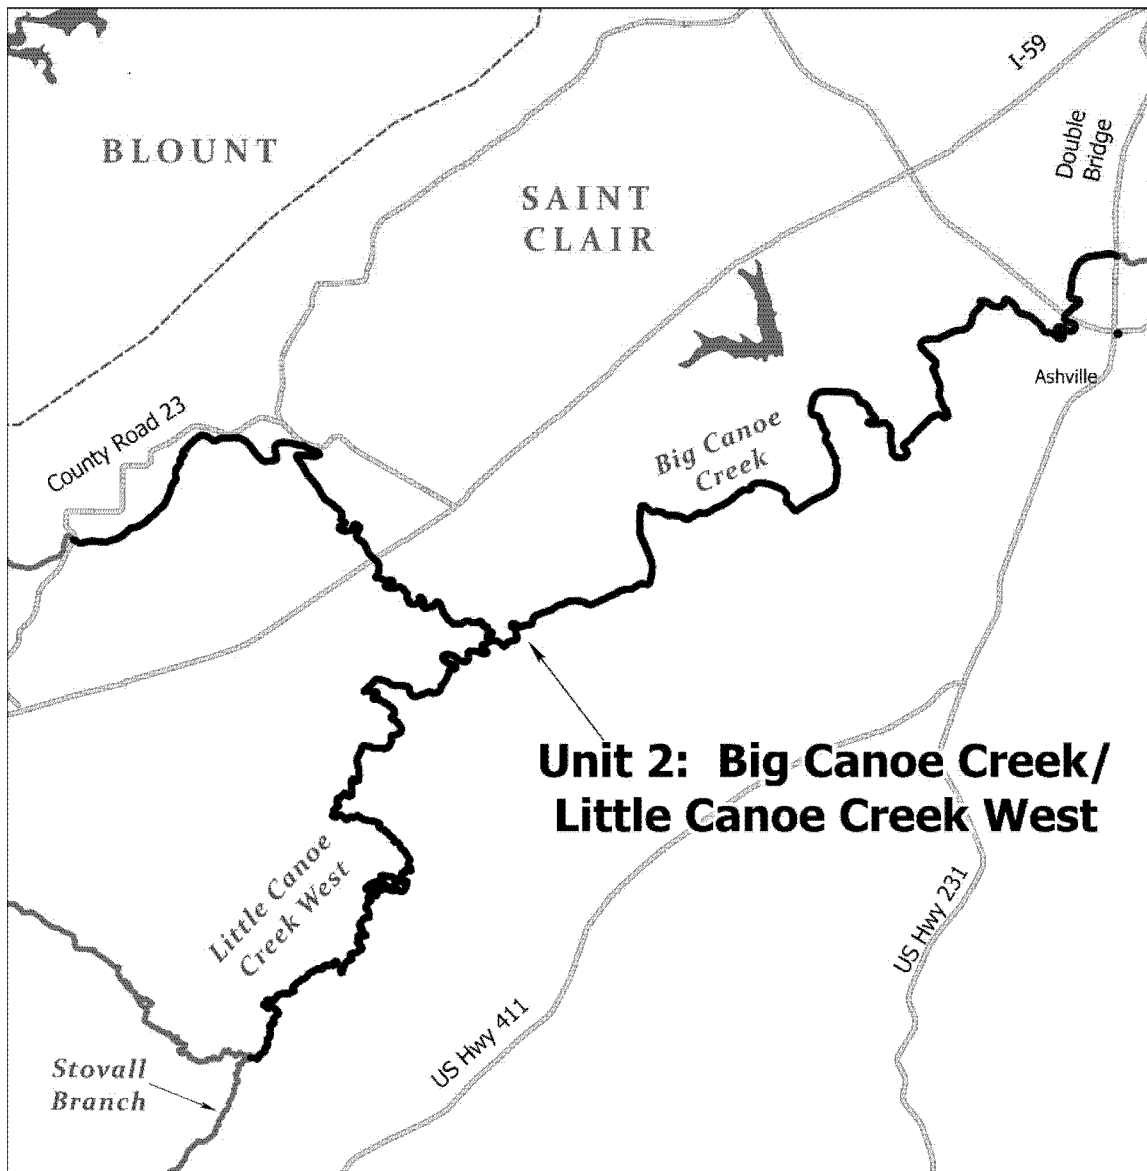 I-59
Double
Bridge
BLOUNT
SAINT
CLAIR
Ashville
County Road 23
Big Canoe
Creek
Unit 2: Big Canoe Creek/
Little Canoe Creek West
Little Canoe
Creek West
US Hwy 231
US Hwy 411
Stovall
Branch